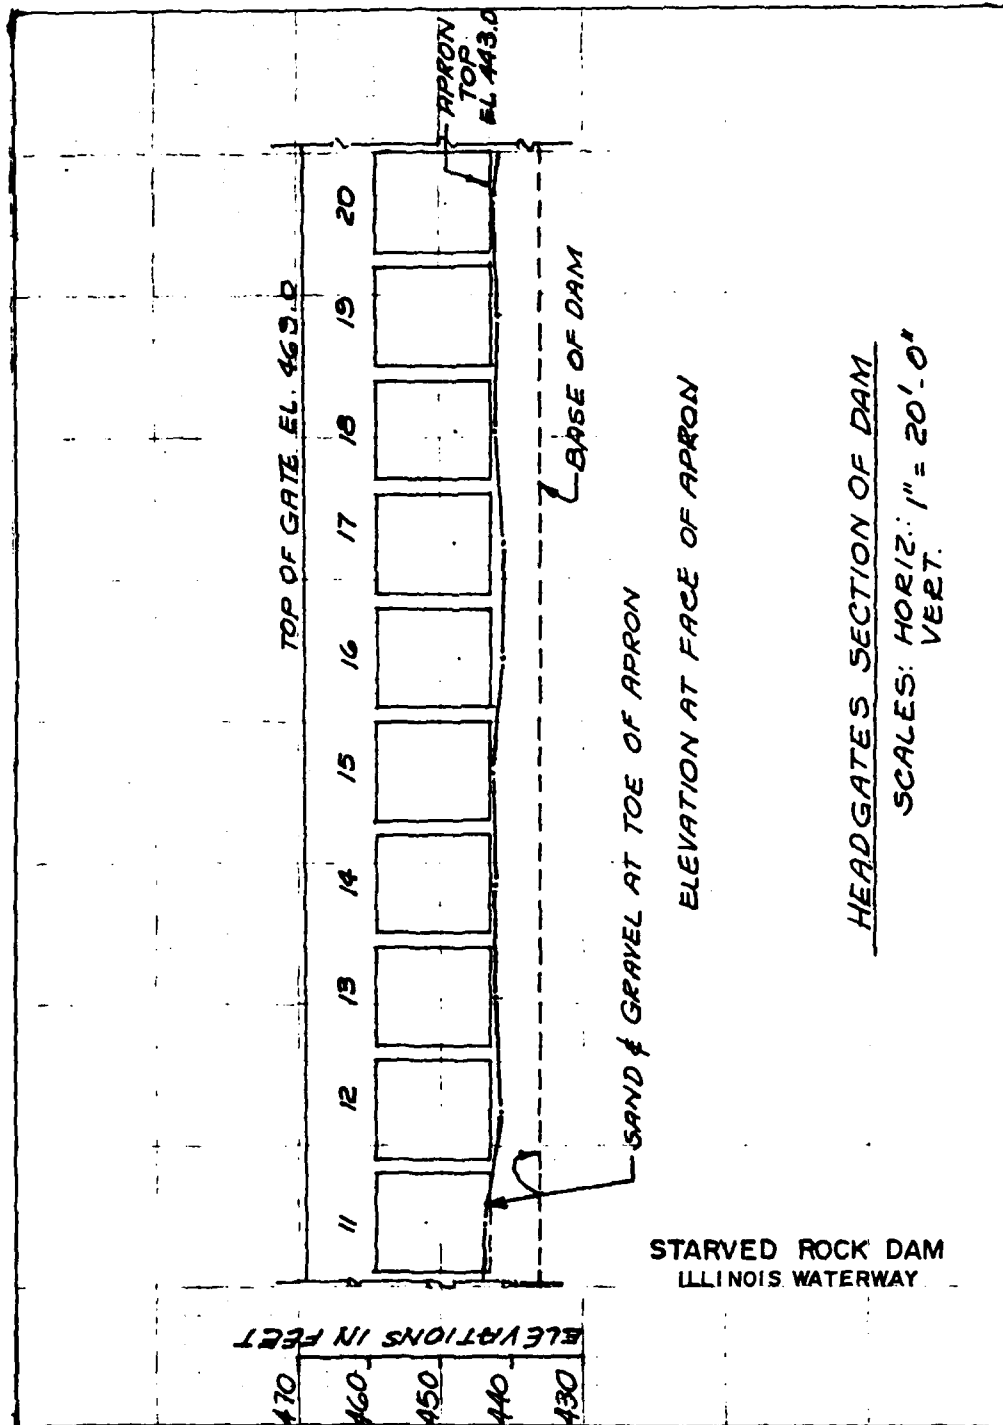 TOP OF GATE EL. 469.0
11 12 13 14 15 16 17 18 19 20
APRON
TOP
EL. 443.0
BASE OF DAM
SAND & GRAVEL AT TOE OF APRON
ELEVATION AT FACE OF APRON
ELEVATIONS IN FEET
470
460
450
440
430
HEADGATES SECTION OF DAM
SCALES: HORIZ.: 1" = 20'-0"
VERT.
STARVED ROCK DAM
ILLINOIS WATERWAY